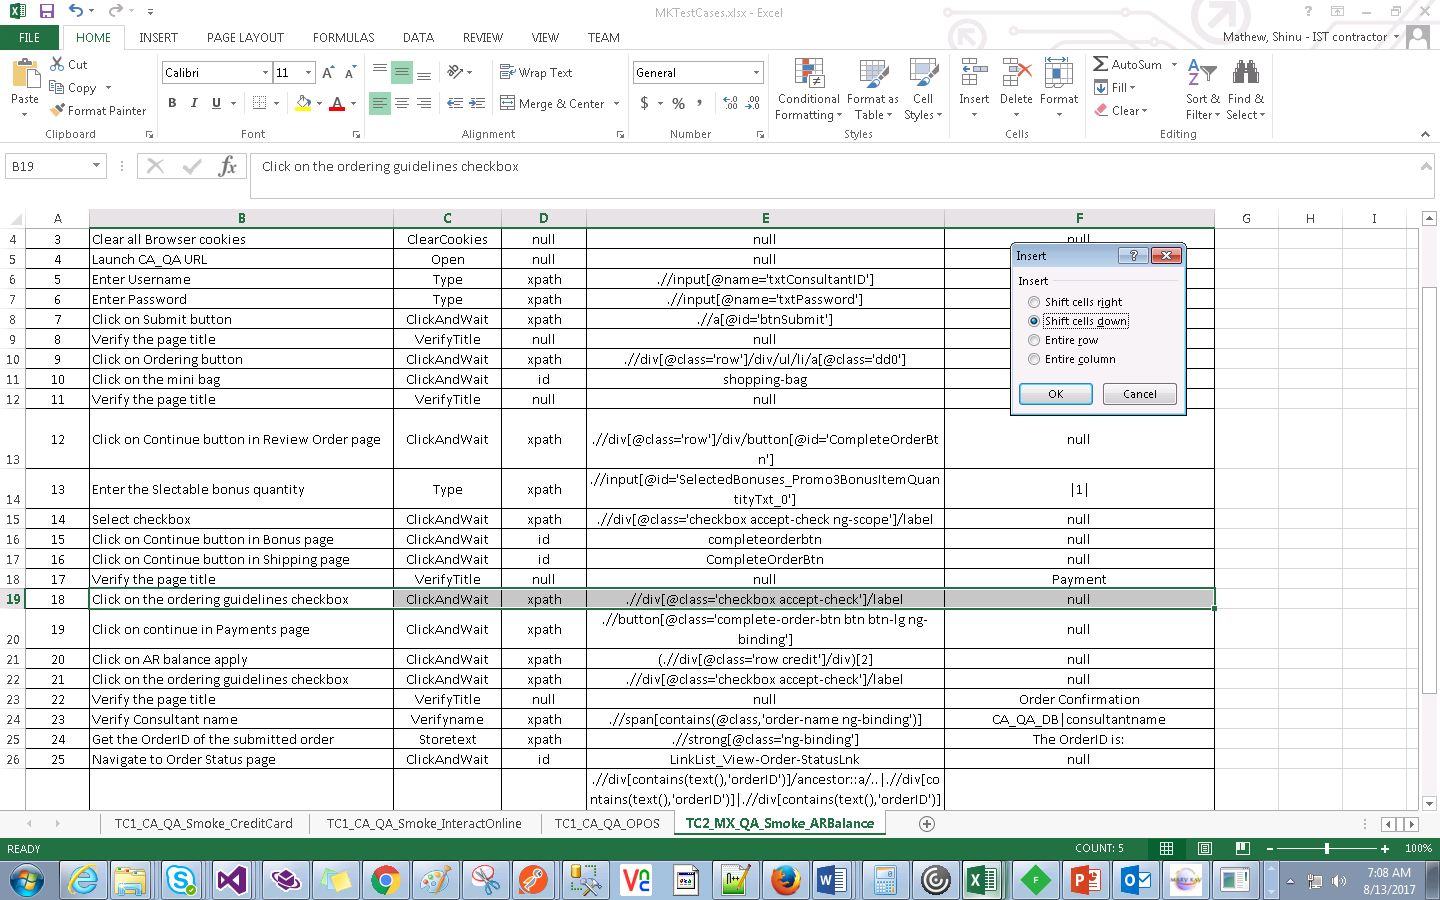 MKTestCases.xlsx - Excel
FILE HOME INSERT PAGE LAYOUT FORMULAS DATA REVIEW VIEW TEAM
Mathew, Shinu - IST contractor
Paste
Cut
Copy
Format Painter
Clipboard
Calibri 11
B I U
Font
Wrap Text
Merge & Center
Alignment
General
$ % ,
Number
Conditional Formatting
Format as Table
Cell Styles
Styles
Insert Delete Format
Cells
AutoSum
Fill
Clear
Sort & Filter
Find & Select
Editing
B19 fx Click on the ordering guidelines checkbox
A B C D E F G H I
4 3 Clear all Browser cookies ClearCookies null null null
5 4 Launch CA_QA URL Open null null
6 5 Enter Username Type xpath .//input[@name='txtConsultantID']
7 6 Enter Password Type xpath .//input[@name='txtPassword']
8 7 Click on Submit button ClickAndWait xpath .//a[@id='btnSubmit']
9 8 Verify the page title VerifyTitle null null
10 9 Click on Ordering button ClickAndWait xpath .//div[@class='row']/div/ul/li/a[@class='dd0']
11 10 Click on the mini bag ClickAndWait id shopping-bag
12 11 Verify the page title VerifyTitle null null
13 12 Click on Continue button in Review Order page ClickAndWait xpath .//div[@class='row']/div/button[@id='CompleteOrderBt
n'] null
14 13 Enter the Slectable bonus quantity Type xpath .//input[@id='SelectedBonuses_Promo3BonusItemQuan
tityTxt_0'] |1|
15 14 Select checkbox ClickAndWait xpath .//div[@class='checkbox accept-check ng-scope']/label null
16 15 Click on Continue button in Bonus page ClickAndWait id completeorderbtn null
17 16 Click on Continue button in Shipping page ClickAndWait id CompleteOrderBtn null
18 17 Verify the page title VerifyTitle null null Payment
19 18 Click on the ordering guidelines checkbox ClickAndWait xpath .//div[@class='checkbox accept-check']/label null
20 19 Click on continue in Payments page ClickAndWait xpath .//button[@class='complete-order-btn btn btn-lg ng-
binding'] null
21 20 Click on AR balance apply ClickAndWait xpath (.//div[@class='row credit']/div)[2] null
22 21 Click on the ordering guidelines checkbox ClickAndWait xpath .//div[@class='checkbox accept-check']/label null
23 22 Verify the page title VerifyTitle null null Order Confirmation
24 23 Verify Consultant name Verifyname xpath .//span[contains(@class,'order-name ng-binding')] CA_QA_DB|consultantname
25 24 Get the OrderID of the submitted order Storetext xpath .//strong[@class='ng-binding'] The OrderID is:
26 25 Navigate to Order Status page ClickAndWait id LinkList_View-Order-StatusLnk null
.//div[contains(text(),'orderID')]/ancestor::a/..|.//div[co
ntains(text(),'orderID')]|.//div[contains(text(),'orderID')]
Insert
Insert
Shift cells right
Shift cells down
Entire row
Entire column
OK Cancel
TC1_CA_QA_Smoke_CreditCard TC1_CA_QA_Smoke_InteractOnline TC1_CA_QA_OPOS TC2_MX_QA_Smoke_ARBalance
READY COUNT: 5 100%
7:08 AM
8/13/2017